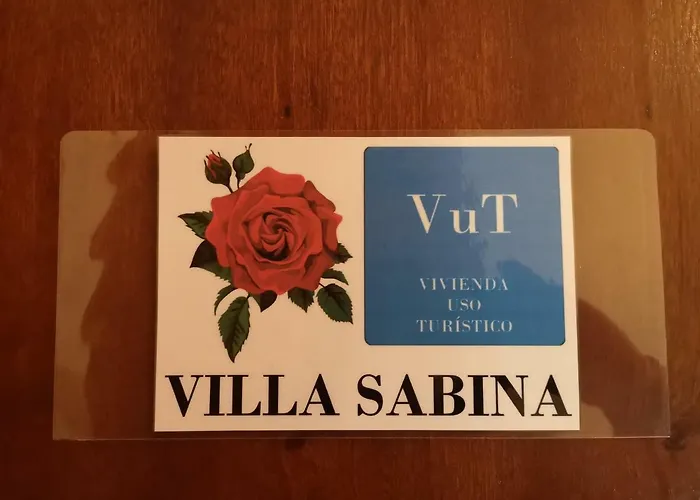 VuT
VIVIENDA
USO
TURÍSTICO
VILLA SABINA